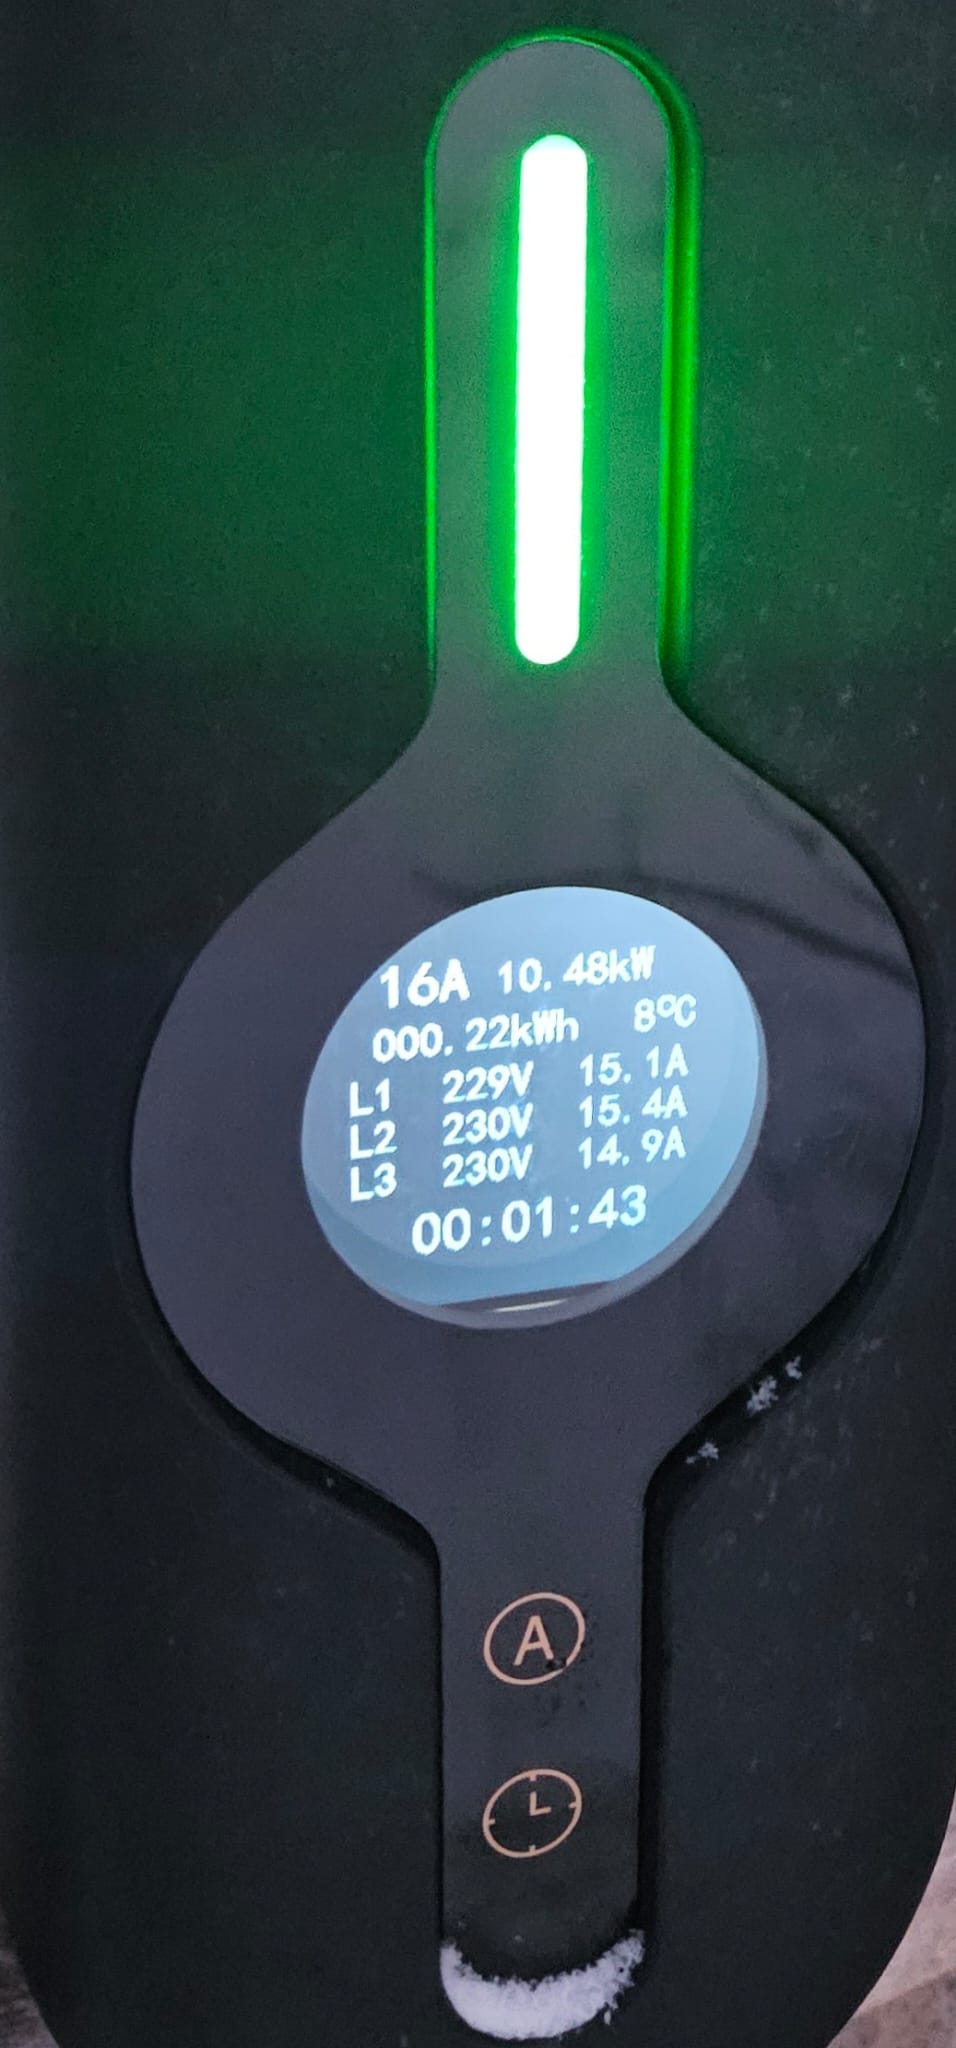 16A 10.48kW
000.22kWh 8°C
L1 229V 15.1A
L2 230V 15.4A
L3 230V 14.9A
00:01:43
A